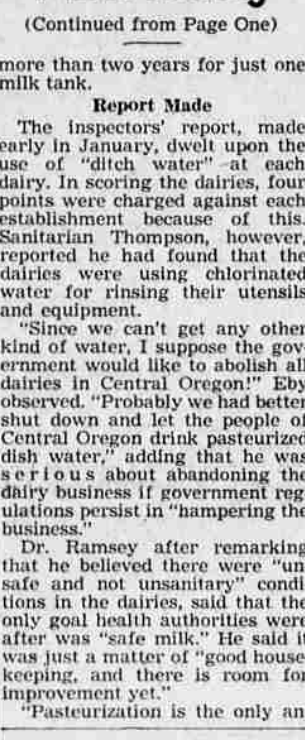 (Continued from Page One)
more than two years for just one
milk tank.
Report Made
The inspectors' report, made
early in January, dwelt upon the
use of "ditch water" at each
dairy. In scoring the dairies, four
points were charged against each
establishment because of this.
Sanitarian Thompson, however,
reported he had found that the
dairies were using chlorinated
water for rinsing their utensils
and equipment.
"Since we can't get any other
kind of water, I suppose the gov
ernment would like to abolish all
dairies in Central Oregon!" Eby
observed. "Probably we had better
shut down and let the people of
Central Oregon drink pasteurized
dish water," adding that he was
serious about abandoning the
dairy business if government reg
ulations persist in "hampering the
business."
Dr. Ramsey after remarking
that he believed there were "un
safe and not unsanitary" condi
tions in the dairies, said that the
only goal health authorities were
after was "safe milk." He said it
was just a matter of "good house
keeping, and there is room for
improvement yet."
"Pasteurization is the only an